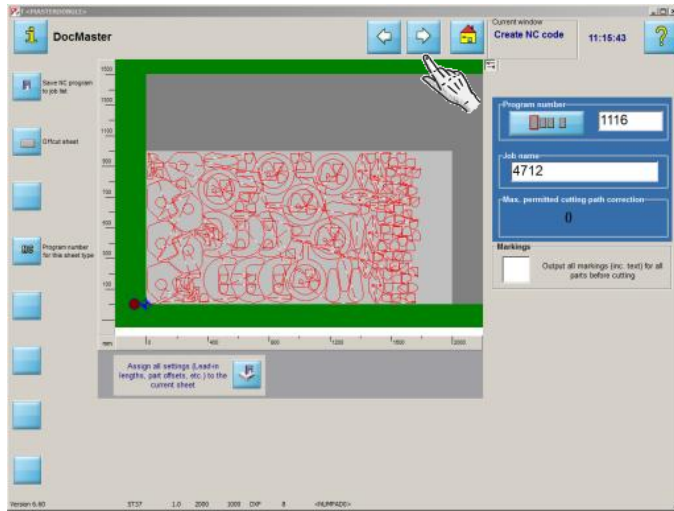 T <MASTERDONGLE>
DocMaster
Current window
Create NC code
11:15:43
Save NC program
to job list
Offcut sheet
Program number
for this sheet type
mm
Program number
1116
Job name
4712
Max. permitted cutting path correction
0
Markings
Output all markings (inc. text) for all
parts before cutting
Assign all settings (Lead-in
lengths, part offsets, etc.) to the
current sheet
Version 6.60 ST37 1.0 2000 1000 DXF 8 <NUMPAD0>